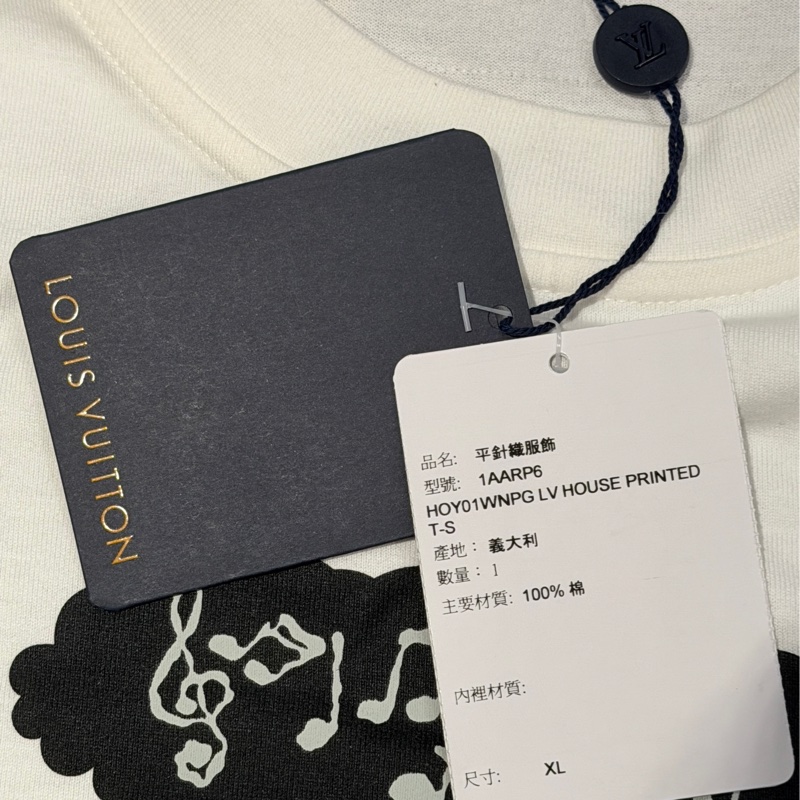 LV
LOUIS VUITTON
品名: 平針織服飾
型號: 1AARP6
HOY01WNPG LV HOUSE PRINTED
T-S
產地: 義大利
數量: 1
主要材質: 100% 棉
內裡材質:
尺寸: XL